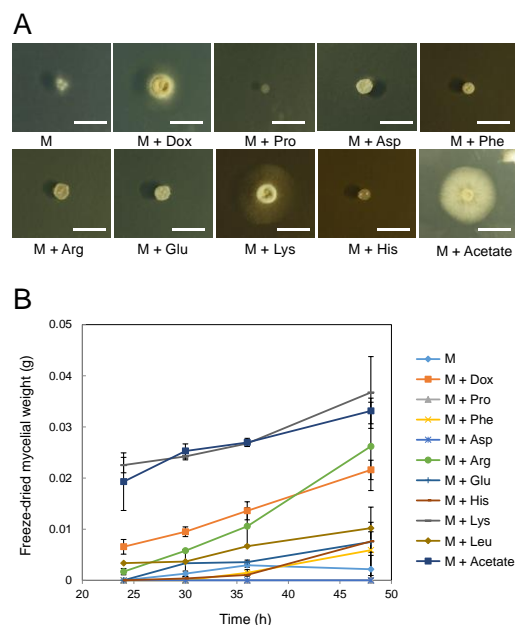 A
M
M + Dox
M + Pro
M + Asp
M + Phe
M + Arg
M + Glu
M + Lys
M + His
M + Acetate
B
Freeze-dried mycelial weight (g)
0.05
0.04
0.03
0.02
0.01
0
20
25
30
35
40
45
50
Time (h)
M
M + Dox
M + Pro
M + Phe
M + Asp
M + Arg
M + Glu
M + His
M + Lys
M + Leu
M + Acetate